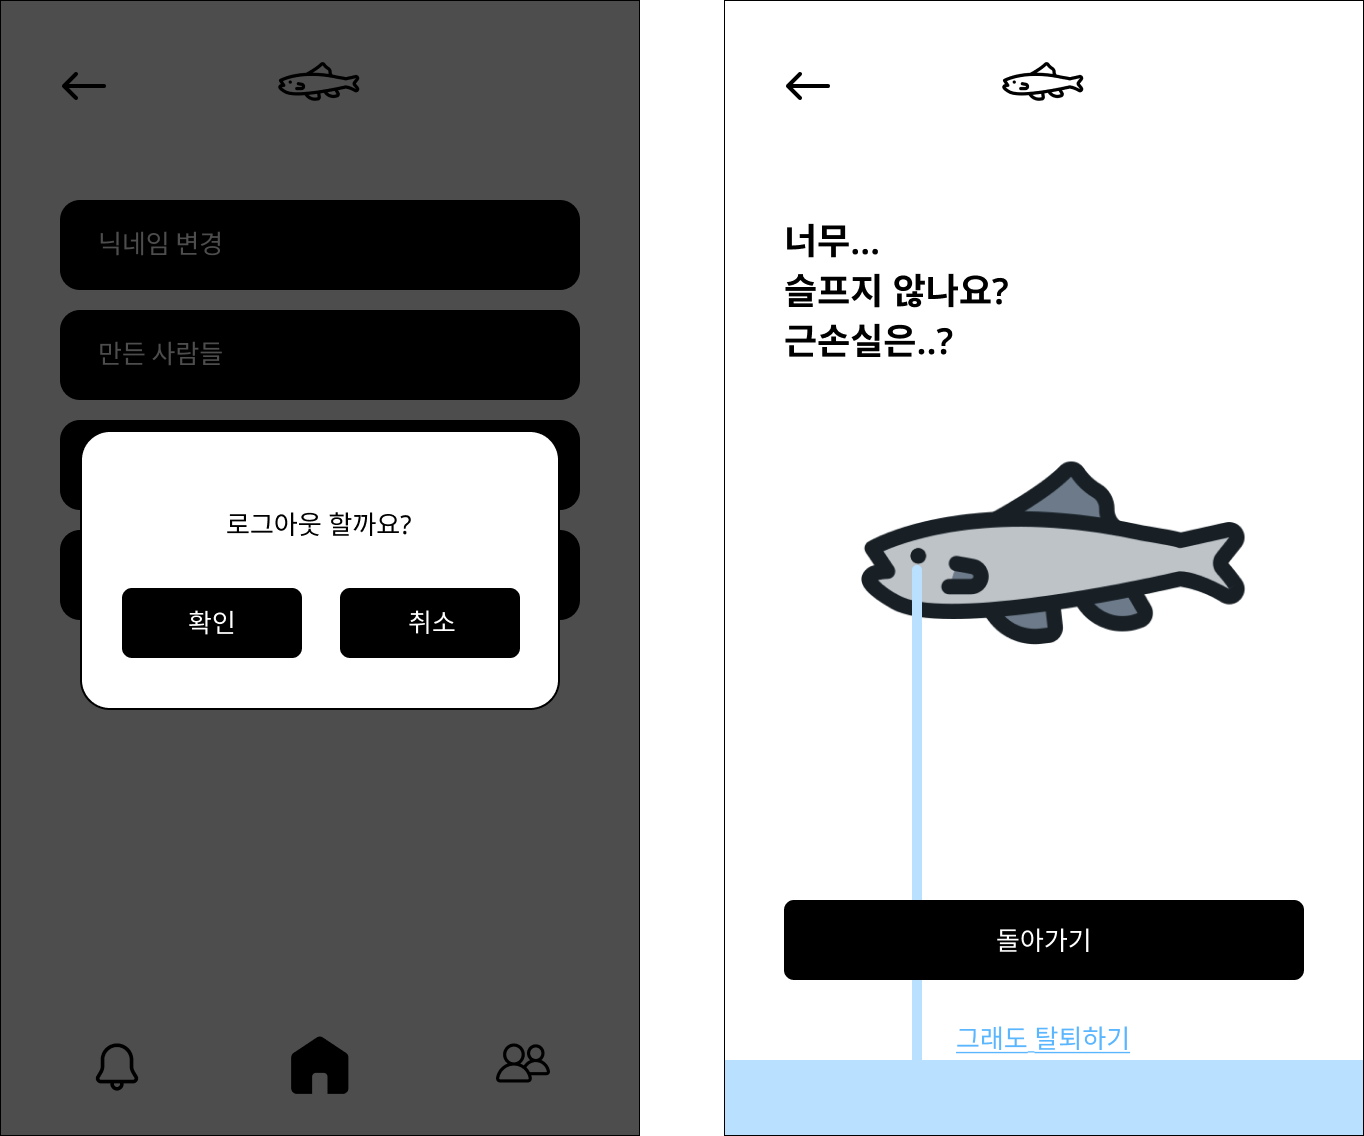 닉네임 변경
만든 사람들
로그아웃 할까요?
확인
취소
너무...
슬프지 않나요?
근손실은..?
돌아가기
그래도 탈퇴하기